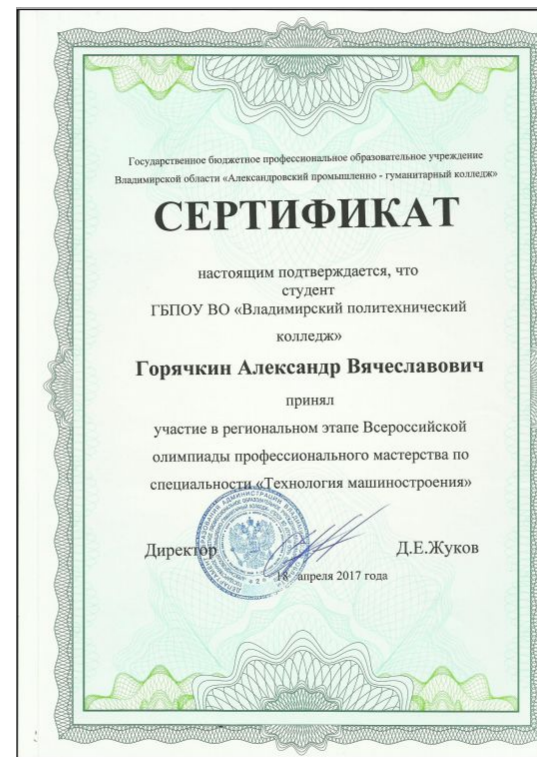 Государственное бюджетное профессиональное образовательное учреждение
Владимирской области «Александровский промышленно - гуманитарный колледж»
СЕРТИФИКАТ
настоящим подтверждается, что
студент
ГБПОУ ВО «Владимирский политехнический
колледж»
Горячкин Александр Вячеславович
принял
участие в региональном этапе Всероссийской
олимпиады профессионального мастерства по
специальности «Технология машиностроения»
Директор Д.Е.Жуков
18 апреля 2017 года